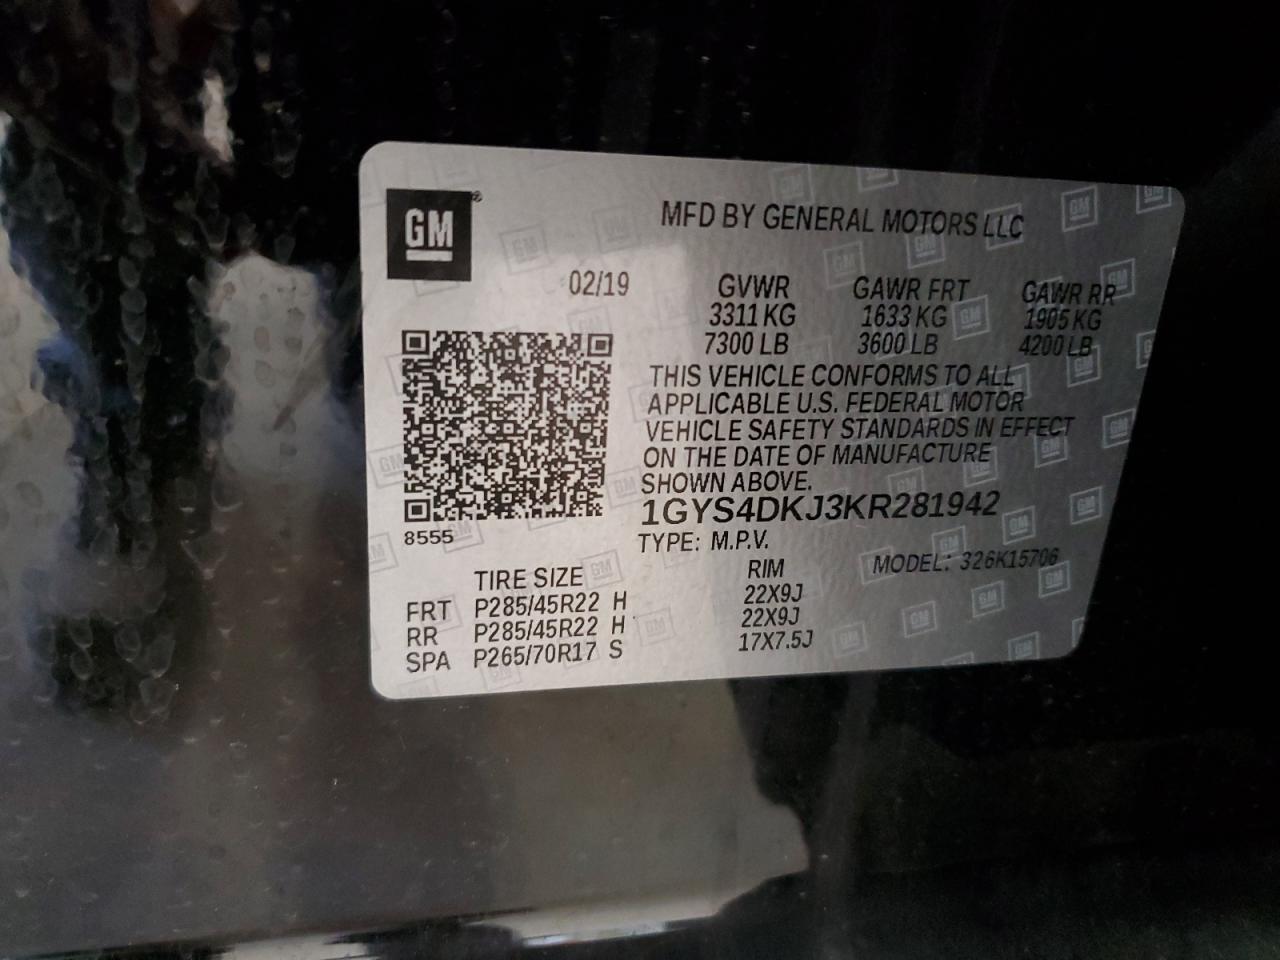 GM®
MFD BY GENERAL MOTORS LLC
02/19 GVWR GAWR FRT GAWR RR
3311 KG 1633 KG 1905 KG
7300 LB 3600 LB 4200 LB
THIS VEHICLE CONFORMS TO ALL
APPLICABLE U.S. FEDERAL MOTOR
VEHICLE SAFETY STANDARDS IN EFFECT
ON THE DATE OF MANUFACTURE
SHOWN ABOVE.
1GYS4DKJ3KR281942
8555
TYPE: M.P.V. MODEL: 326K15706
TIRE SIZE RIM
FRT P285/45R22 H 22X9J
RR P285/45R22 H 22X9J
SPA P265/70R17 S 17X7.5J